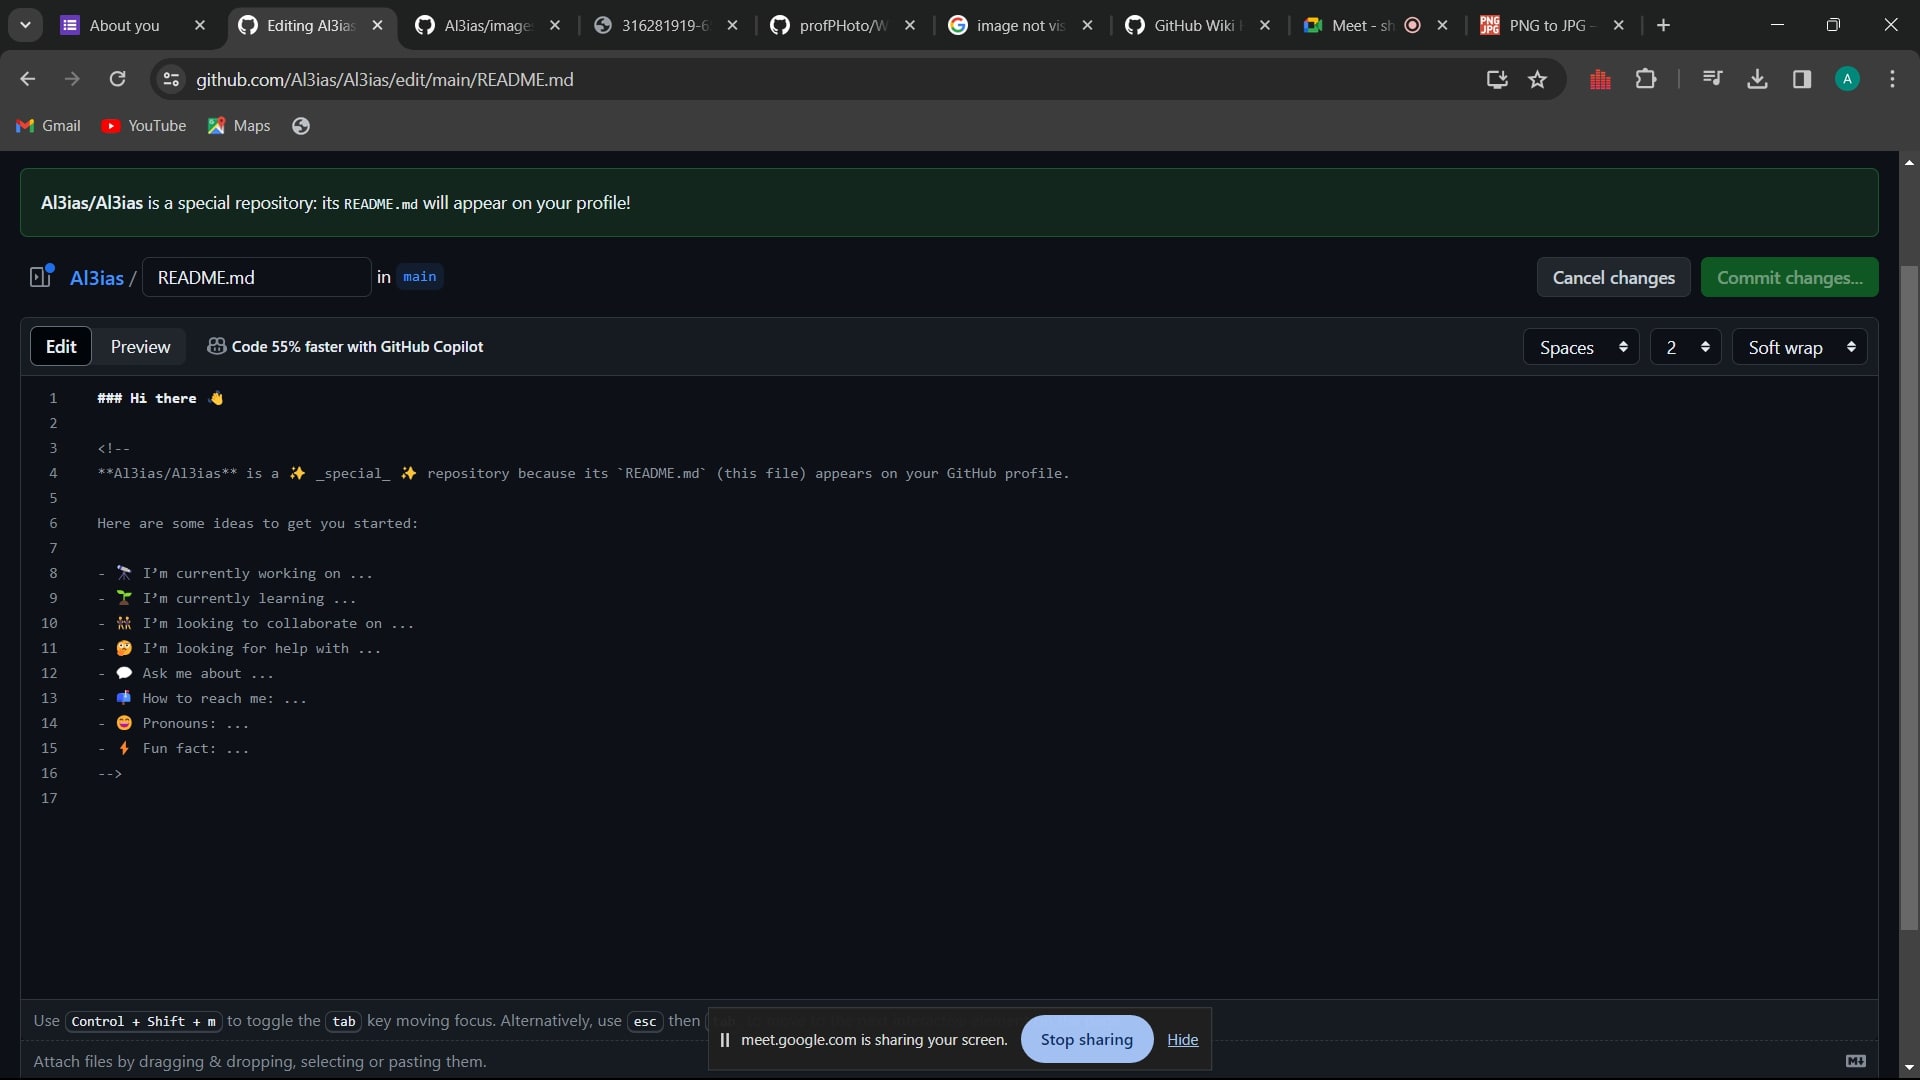 About you
Editing Al3ias
Al3ias/image
316281919-6
profPHoto/W
image not vis
GitHub Wiki
Meet - sh
PNG to JPG -
github.com/Al3ias/Al3ias/edit/main/README.md
A
Gmail
YouTube
Maps
Al3ias/Al3ias is a special repository: its README.md will appear on your profile!
Al3ias / README.md in main
Cancel changes
Commit changes...
Edit
Preview
Code 55% faster with GitHub Copilot
Spaces
2
Soft wrap
1 ### Hi there 👋
2
3 <!--
4 **Al3ias/Al3ias** is a ✨ _special_ ✨ repository because its `README.md` (this file) appears on your GitHub profile.
5
6 Here are some ideas to get you started:
7
8 - 🔭 I’m currently working on ...
9 - 🌱 I’m currently learning ...
10 - 👯 I’m looking to collaborate on ...
11 - 🤔 I’m looking for help with ...
12 - 💬 Ask me about ...
13 - 📫 How to reach me: ...
14 - 😄 Pronouns: ...
15 - ⚡ Fun fact: ...
16 -->
17
Use Control + Shift + m to toggle the tab key moving focus. Alternatively, use esc then
meet.google.com is sharing your screen.
Stop sharing
Hide
Attach files by dragging & dropping, selecting or pasting them.